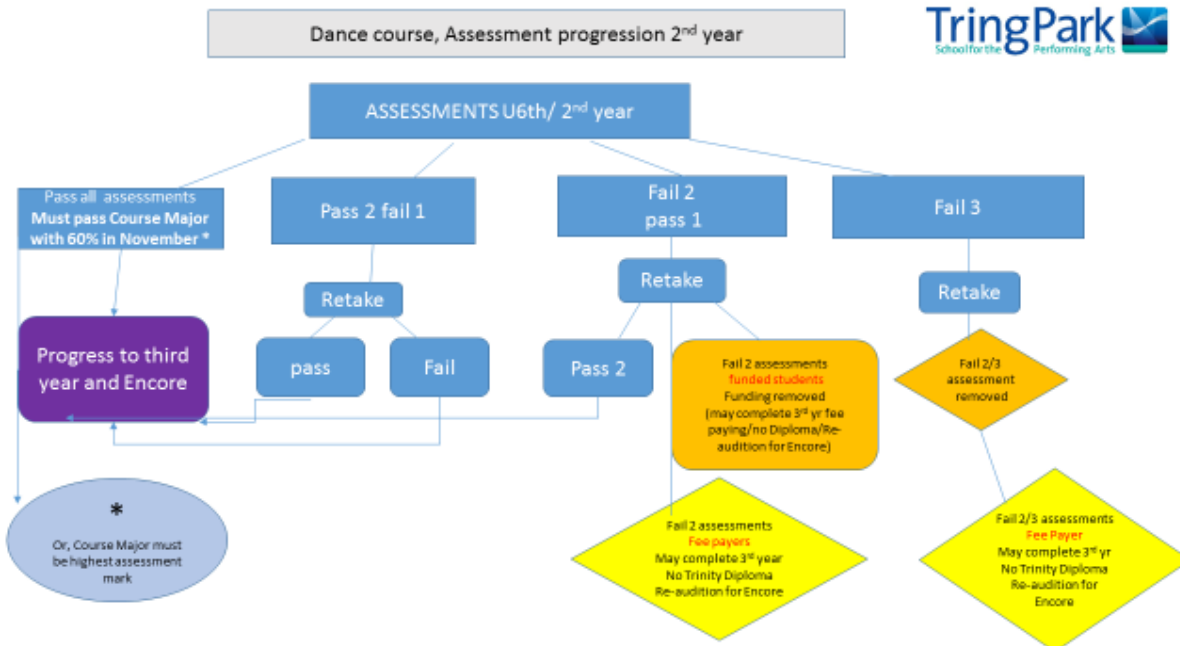 Dance course, Assessment progression 2nd year
TringPark
School for the Performing Arts
ASSESSMENTS U6th/ 2nd year
Pass all assessments
Must pass Course Major
with 60% in November *
Pass 2 fail 1
Fail 2
pass 1
Fail 3
Retake
Retake
Retake
Progress to third
year and Encore
pass
Fail
Pass 2
Fail 2 assessments
funded students
Funding removed
(may complete 3rd yr fee
paying/no Diploma/Re-
audition for Encore)
Fail 2/3
assessment
removed
*
Or, Course Major must
be highest assessment
mark
Fail 2 assessments
Fee payers
May complete 3rd year
No Trinity Diploma
Re-audition for Encore
Fail 2/3 assessments
Fee Payer
May complete 3rd yr
No Trinity Diploma
Re-audition for
Encore